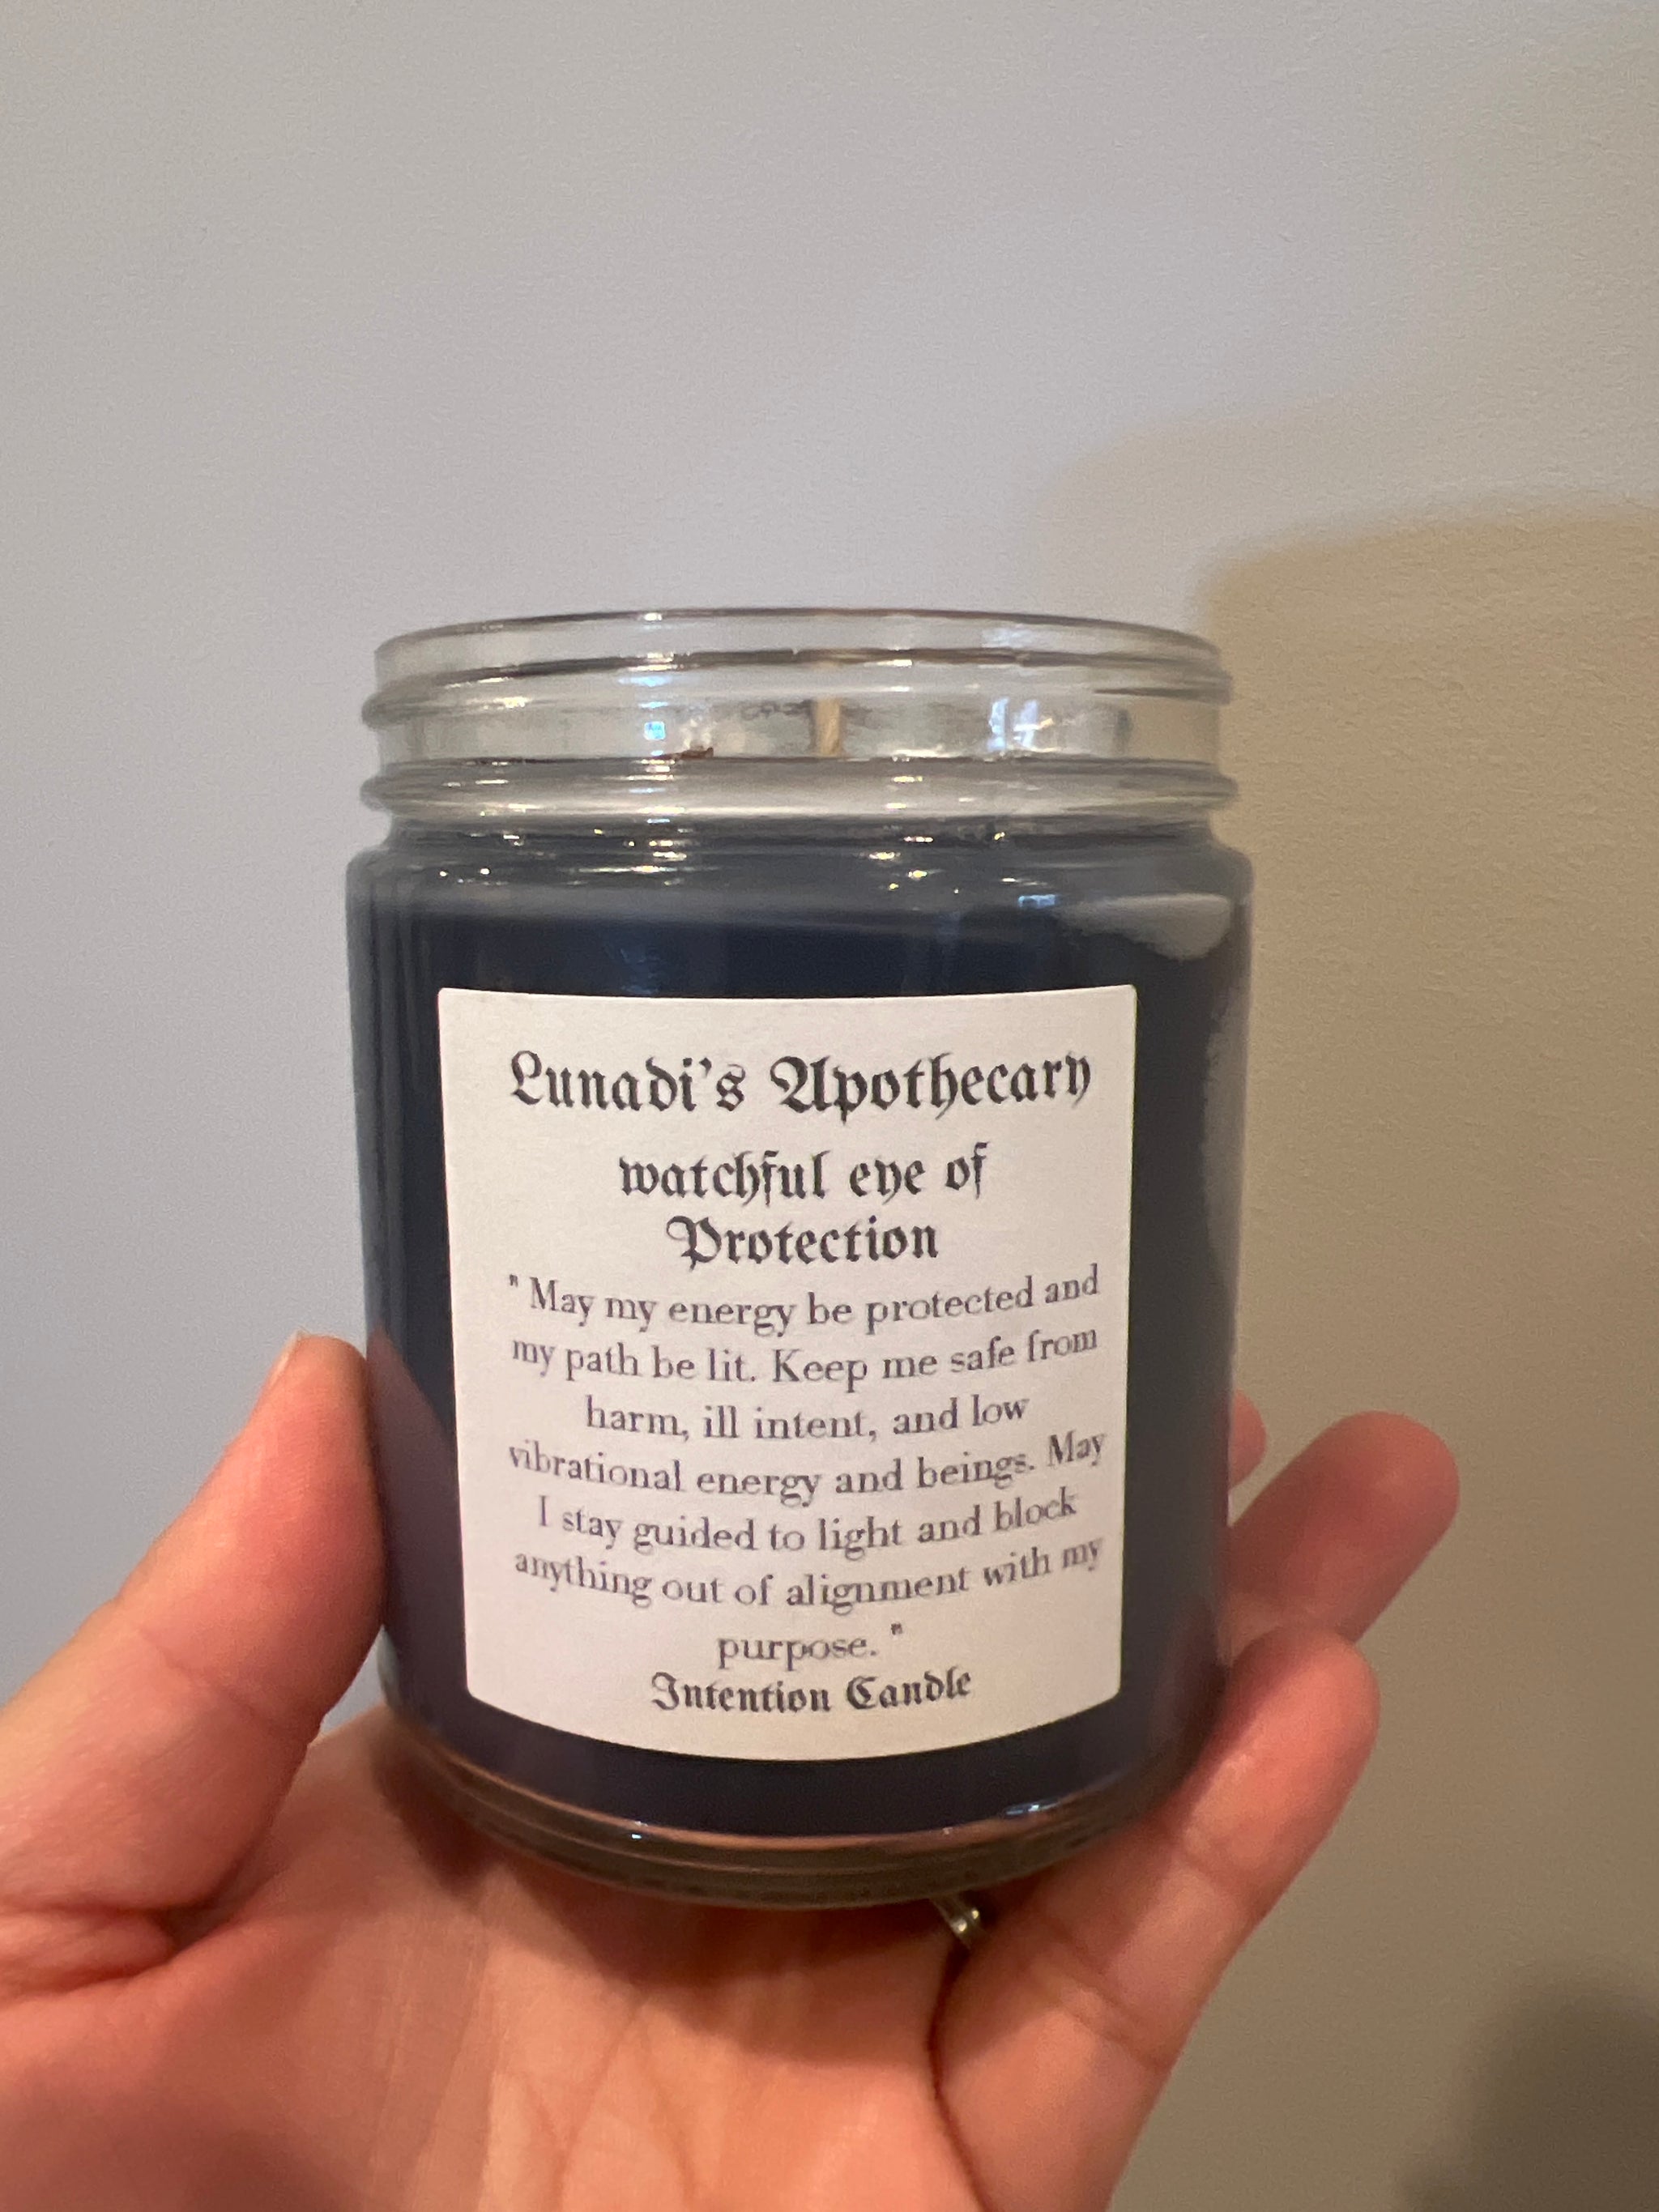 Lunadi's Apothecary
watchful eye of
Protection
" May my energy be protected and
my path be lit. Keep me safe from
harm, ill intent, and low
vibrational energy and beings. May
I stay guided to light and block
anything out of alignment with my
purpose. "
Intention Candle